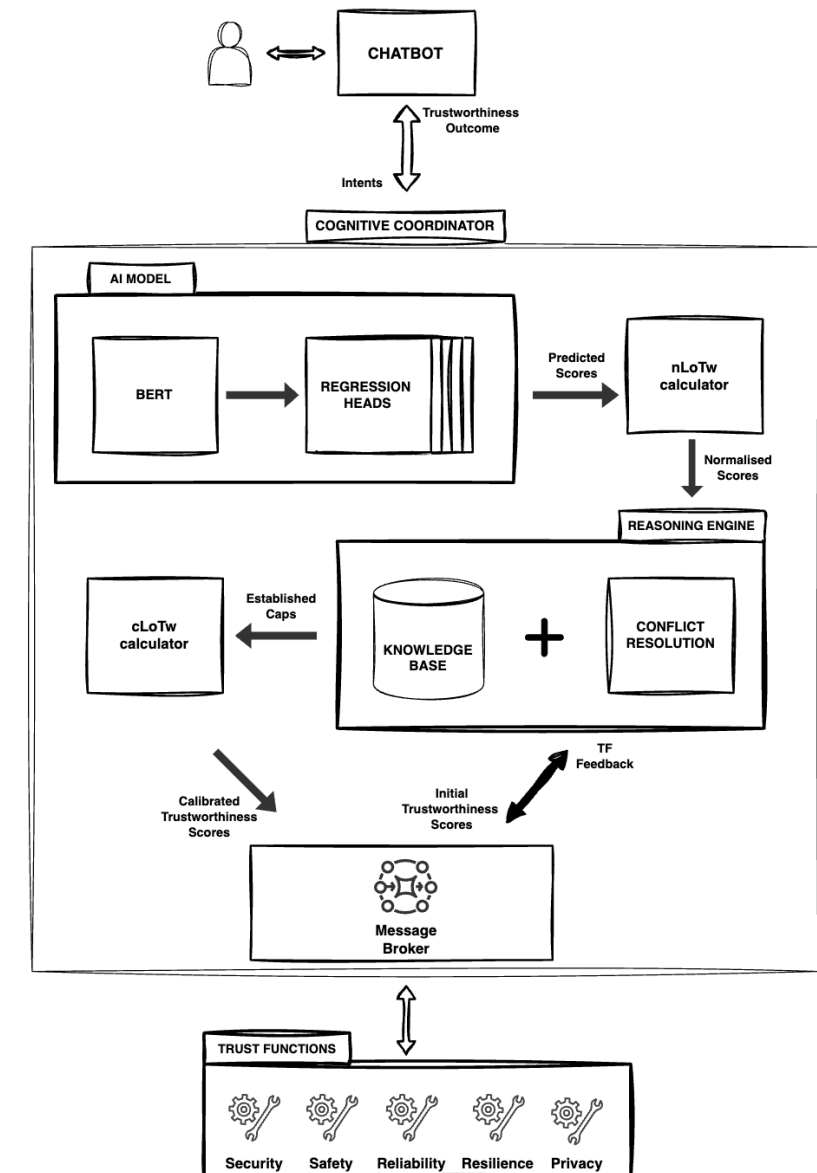 CHATBOT
Trustworthiness
Outcome
Intents
COGNITIVE COORDINATOR
AI MODEL
BERT
REGRESSION
HEADS
Predicted
Scores
nLoTw
calculator
Normalised
Scores
REASONING ENGINE
KNOWLEDGE
BASE
CONFLICT
RESOLUTION
Established
Caps
cLoTw
calculator
TF
Feedback
Initial
Trustworthiness
Scores
Calibrated
Trustworthiness
Scores
Message
Broker
TRUST FUNCTIONS
Security Safety Reliability Resilience Privacy